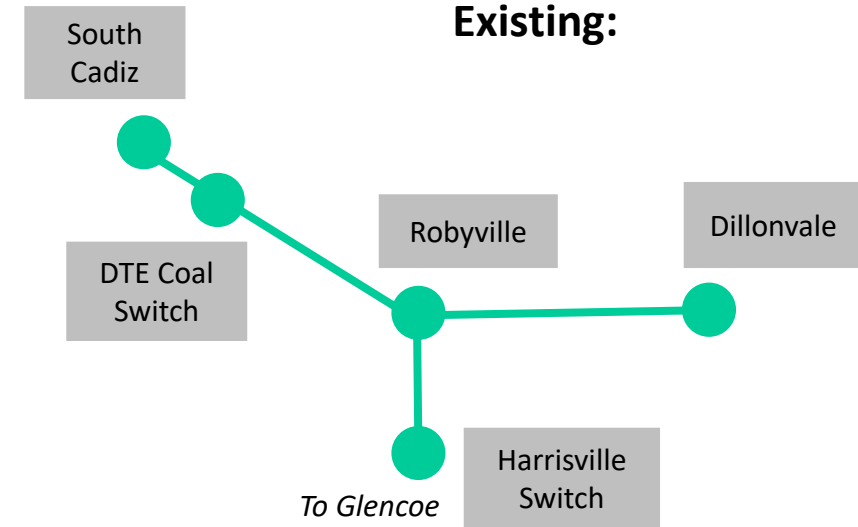 Existing:
South
Cadiz
Robyville
Dillonvale
DTE Coal
Switch
Harrisville
Switch
To Glencoe